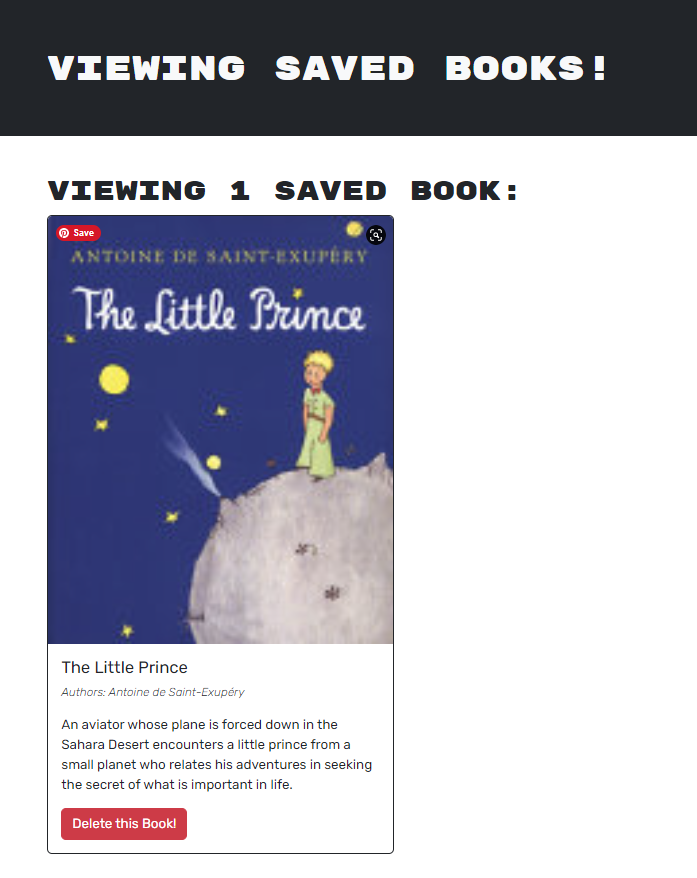 VIEWING SAVED BOOKS!
VIEWING 1 SAVED BOOK:
Save
ANTOINE DE SAINT-EXUPÉRY
The Little Prince
The Little Prince
Authors: Antoine de Saint-Exupéry
An aviator whose plane is forced down in the
Sahara Desert encounters a little prince from a
small planet who relates his adventures in seeking
the secret of what is important in life.
Delete this Book!